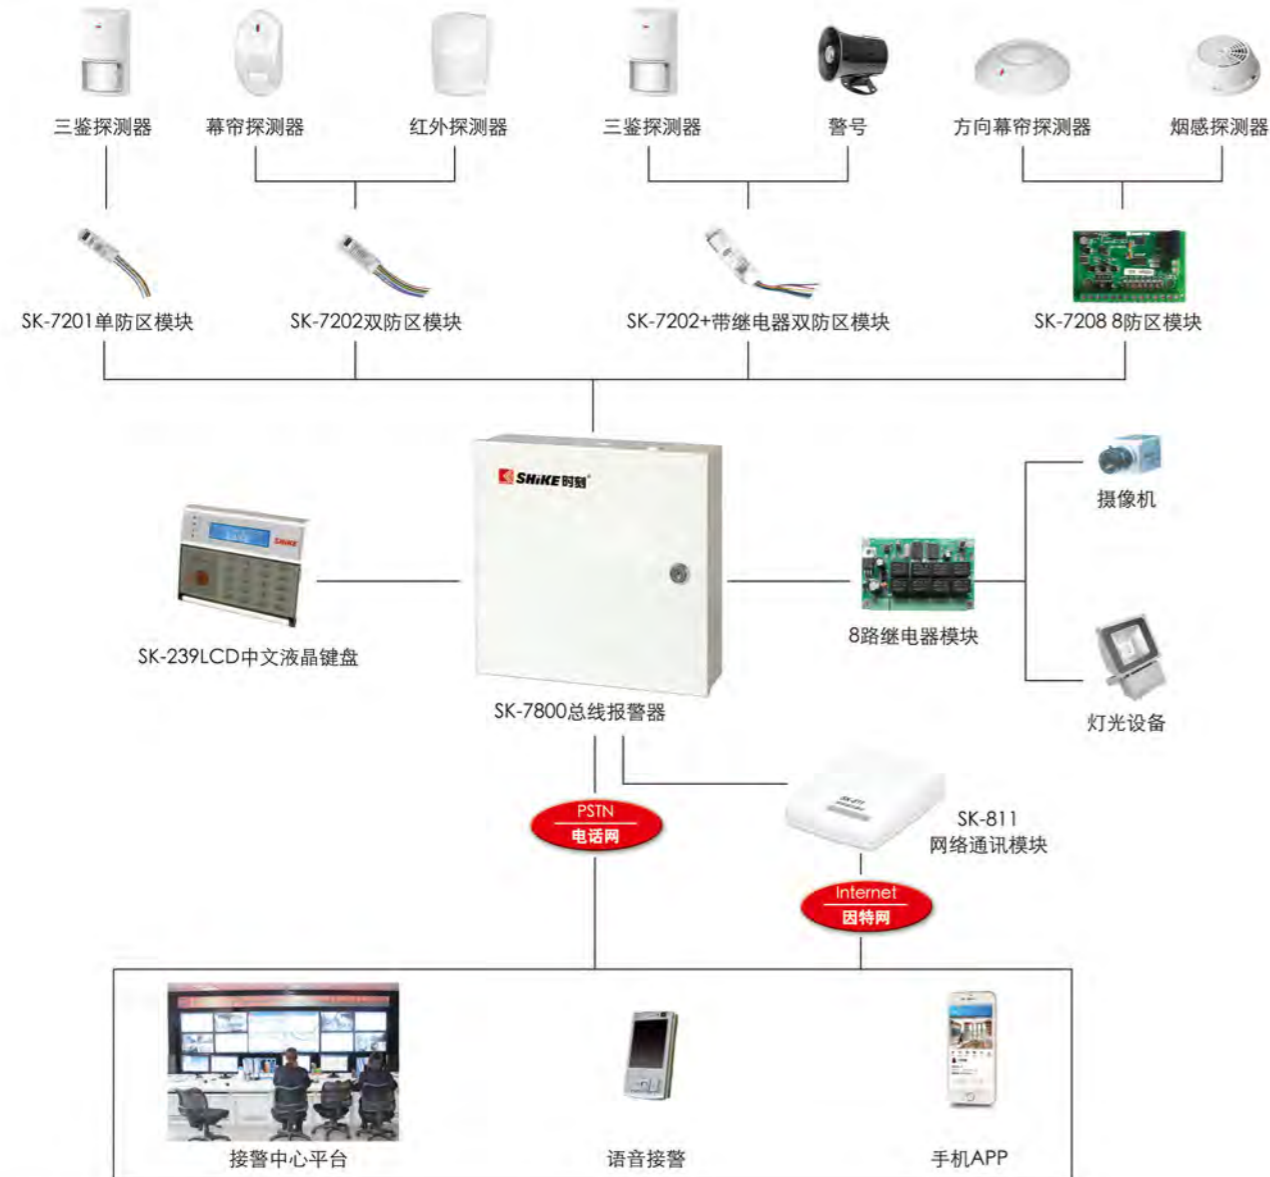 三鉴探测器
幕帘探测器
红外探测器
三鉴探测器
警号
方向幕帘探测器
烟感探测器
SK-7201单防区模块
SK-7202双防区模块
SK-7202+带继电器双防区模块
SK-7208 8防区模块
SHiKE时刻
SHiKE
摄像机
SK-239LCD中文液晶键盘
8路继电器模块
SK-7800总线报警器
灯光设备
PSTN
电话网
SK-811
SK-811
网络通讯模块
Internet
因特网
接警中心平台
语音接警
手机APP